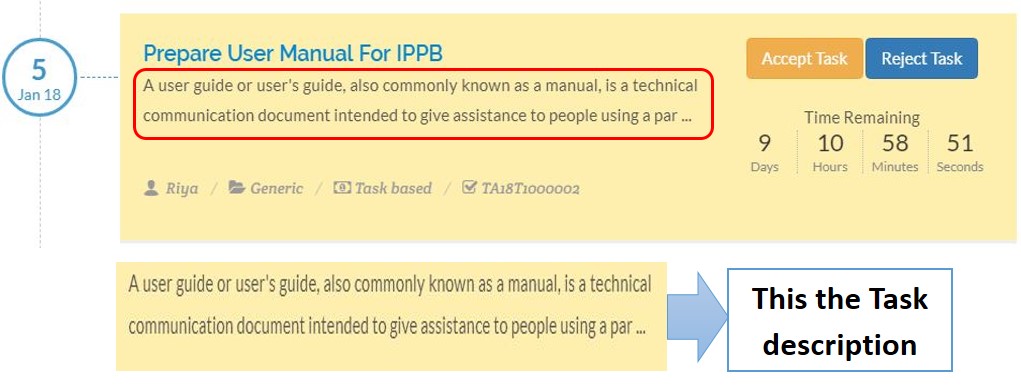 5
Jan 18
Prepare User Manual For IPPB
A user guide or user's guide, also commonly known as a manual, is a technical
communication document intended to give assistance to people using a par ...
Riya / Generic / Task based / TA18T1000002
Accept Task Reject Task
Time Remaining
9 10 58 51
Days Hours Minutes Seconds
A user guide or user's guide, also commonly known as a manual, is a technical
communication document intended to give assistance to people using a par ...
This the Task
description